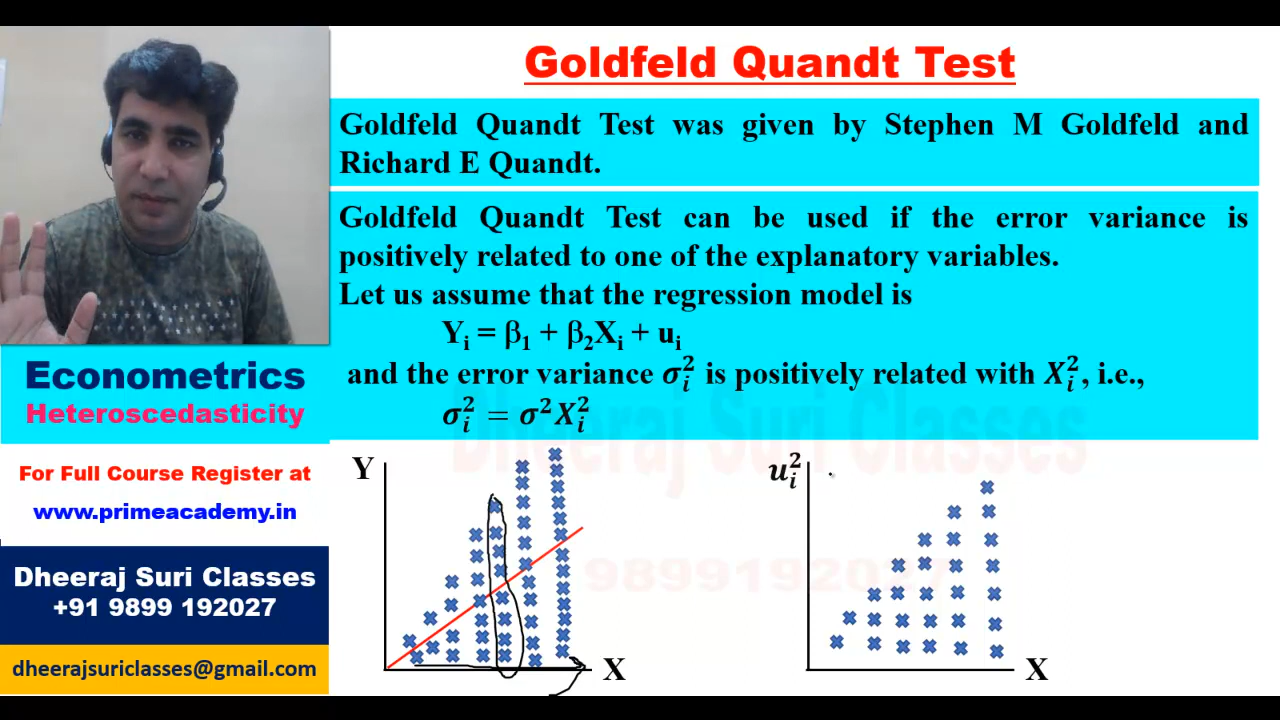 Goldfeld Quandt Test
Goldfeld Quandt Test was given by Stephen M Goldfeld and
Richard E Quandt.
Goldfeld Quandt Test can be used if the error variance is
positively related to one of the explanatory variables.
Let us assume that the regression model is
Yᵢ = β₁ + β₂Xᵢ + uᵢ
and the error variance σᵢ² is positively related with Xᵢ², i.e.,
σᵢ² = σ²Xᵢ²
Econometrics
Heteroscedasticity
For Full Course Register at
www.primeacademy.in
Dheeraj Suri Classes
+91 9899 192027
dheerajsuriclasses@gmail.com
Dheeraj Suri Classes
9899192027
Y
X
uᵢ²
X